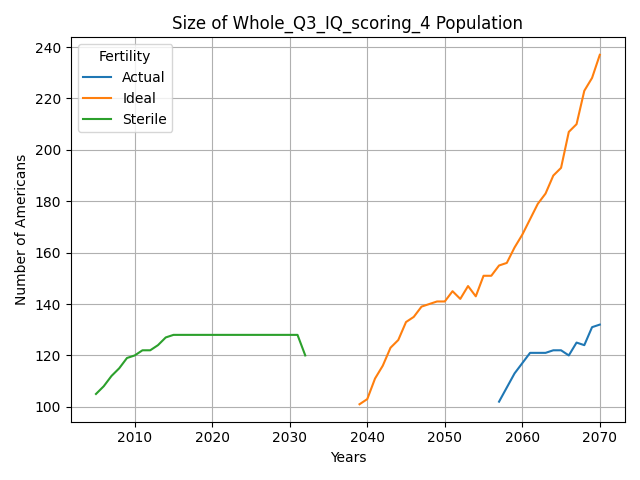 Size of Whole_Q3_IQ_scoring_4 Population
Fertility
Actual
Ideal
Sterile
Number of Americans
240
220
200
180
160
140
120
100
2010
2020
2030
2040
2050
2060
2070
Years